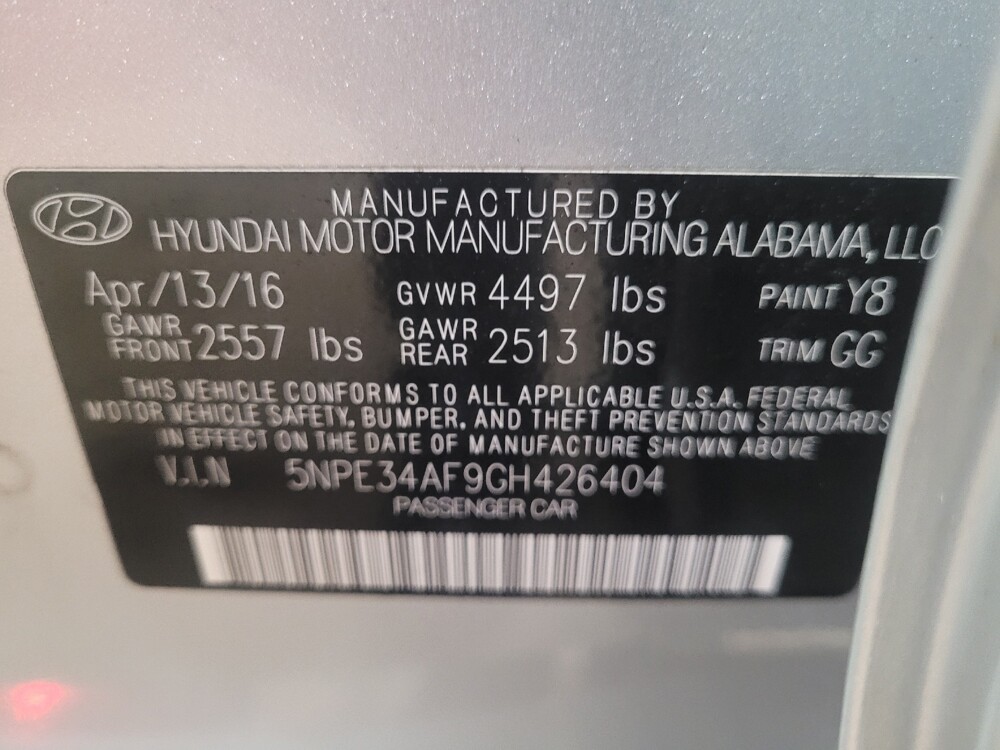 MANUFACTURED BY
HYUNDAI MOTOR MANUFACTURING ALABAMA, LLC
Apr/13/16 GVWR 4497 lbs PAINT Y8
GAWR FRONT 2557 lbs GAWR REAR 2513 lbs TRIM GG
THIS VEHICLE CONFORMS TO ALL APPLICABLE U.S.A. FEDERAL
MOTOR VEHICLE SAFETY, BUMPER, AND THEFT PREVENTION STANDARDS
IN EFFECT ON THE DATE OF MANUFACTURE SHOWN ABOVE
V.I.N 5NPE34AF9GH426404
PASSENGER CAR